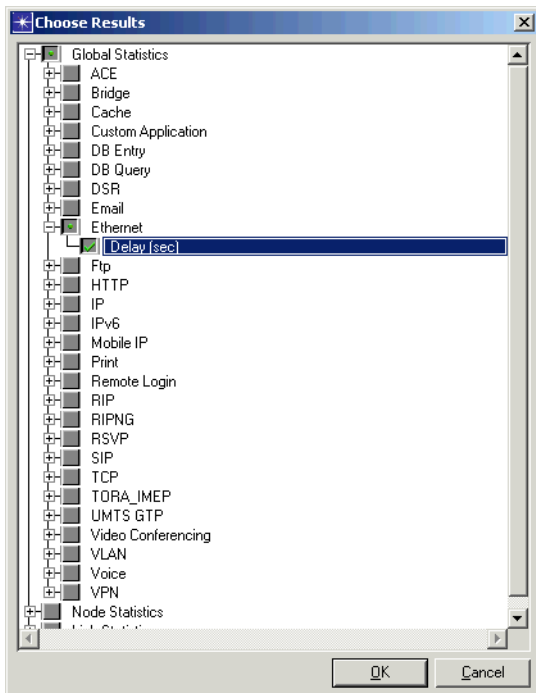 Choose Results
Global Statistics
ACE
Bridge
Cache
Custom Application
DB Entry
DB Query
DSR
Email
Ethernet
Delay (sec)
Ftp
HTTP
IP
IPv6
Mobile IP
Print
Remote Login
RIP
RIPNG
RSVP
SIP
TCP
TORA_IMEP
UMTS GTP
Video Conferencing
VLAN
Voice
VPN
Node Statistics
OK Cancel